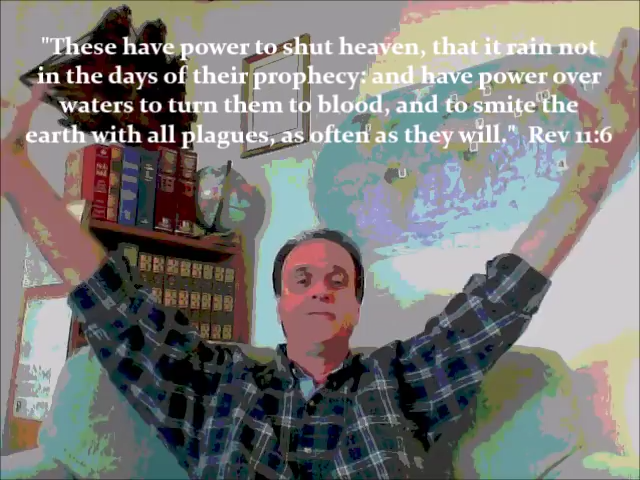 "These have power to shut heaven, that it rain not
in the days of their prophecy: and have power over
waters to turn them to blood, and to smite the
earth with all plagues, as often as they will."  Rev 11:6